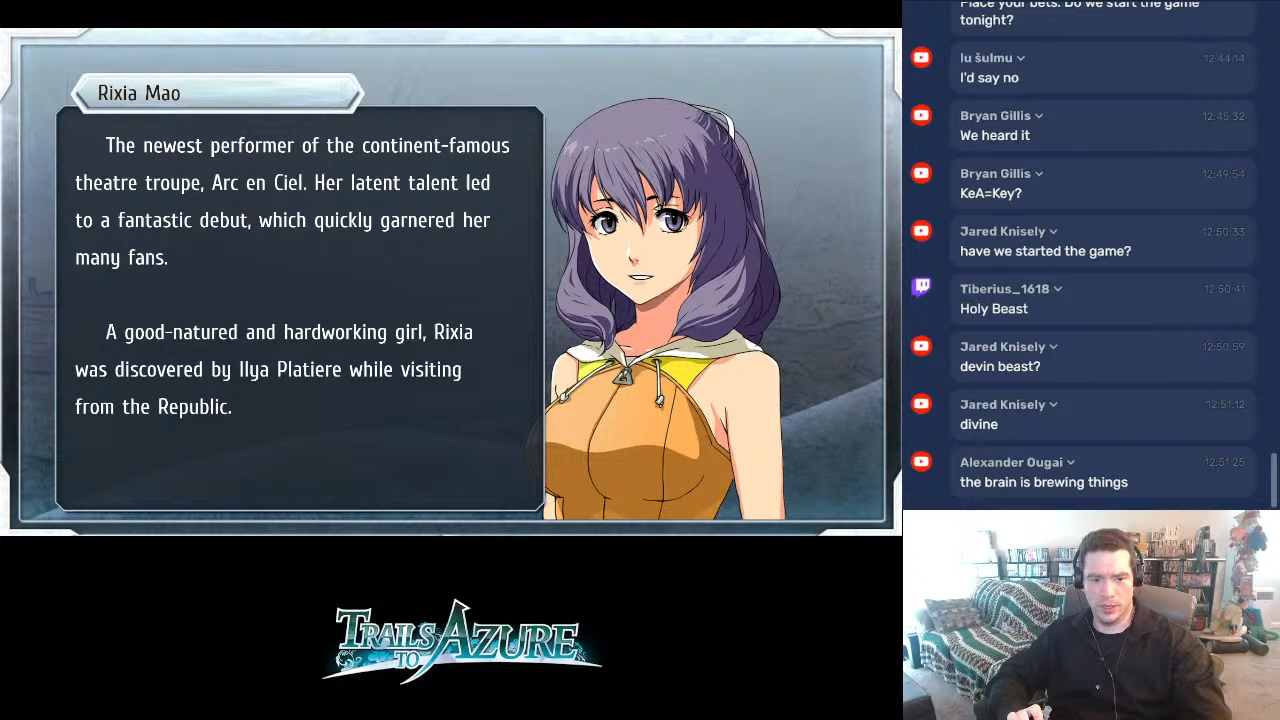 Rixia Mao
The newest performer of the continent-famous
theatre troupe, Arc en Ciel. Her latent talent led
to a fantastic debut, which quickly garnered her
many fans.
A good-natured and hardworking girl, Rixia
was discovered by Ilya Platiere while visiting
from the Republic.
TRAILS
TO AZURE
Place your bets. Do we start the game
tonight?
lu šulmu 12:44:14
I'd say no
Bryan Gillis 12:45:32
We heard it
Bryan Gillis 12:49:54
KeA=Key?
Jared Knisely 12:50:33
have we started the game?
Tiberius_1618 12:50:41
Holy Beast
Jared Knisely 12:50:59
devin beast?
Jared Knisely 12:51:12
divine
Alexander Ougai 12:51:25
the brain is brewing things